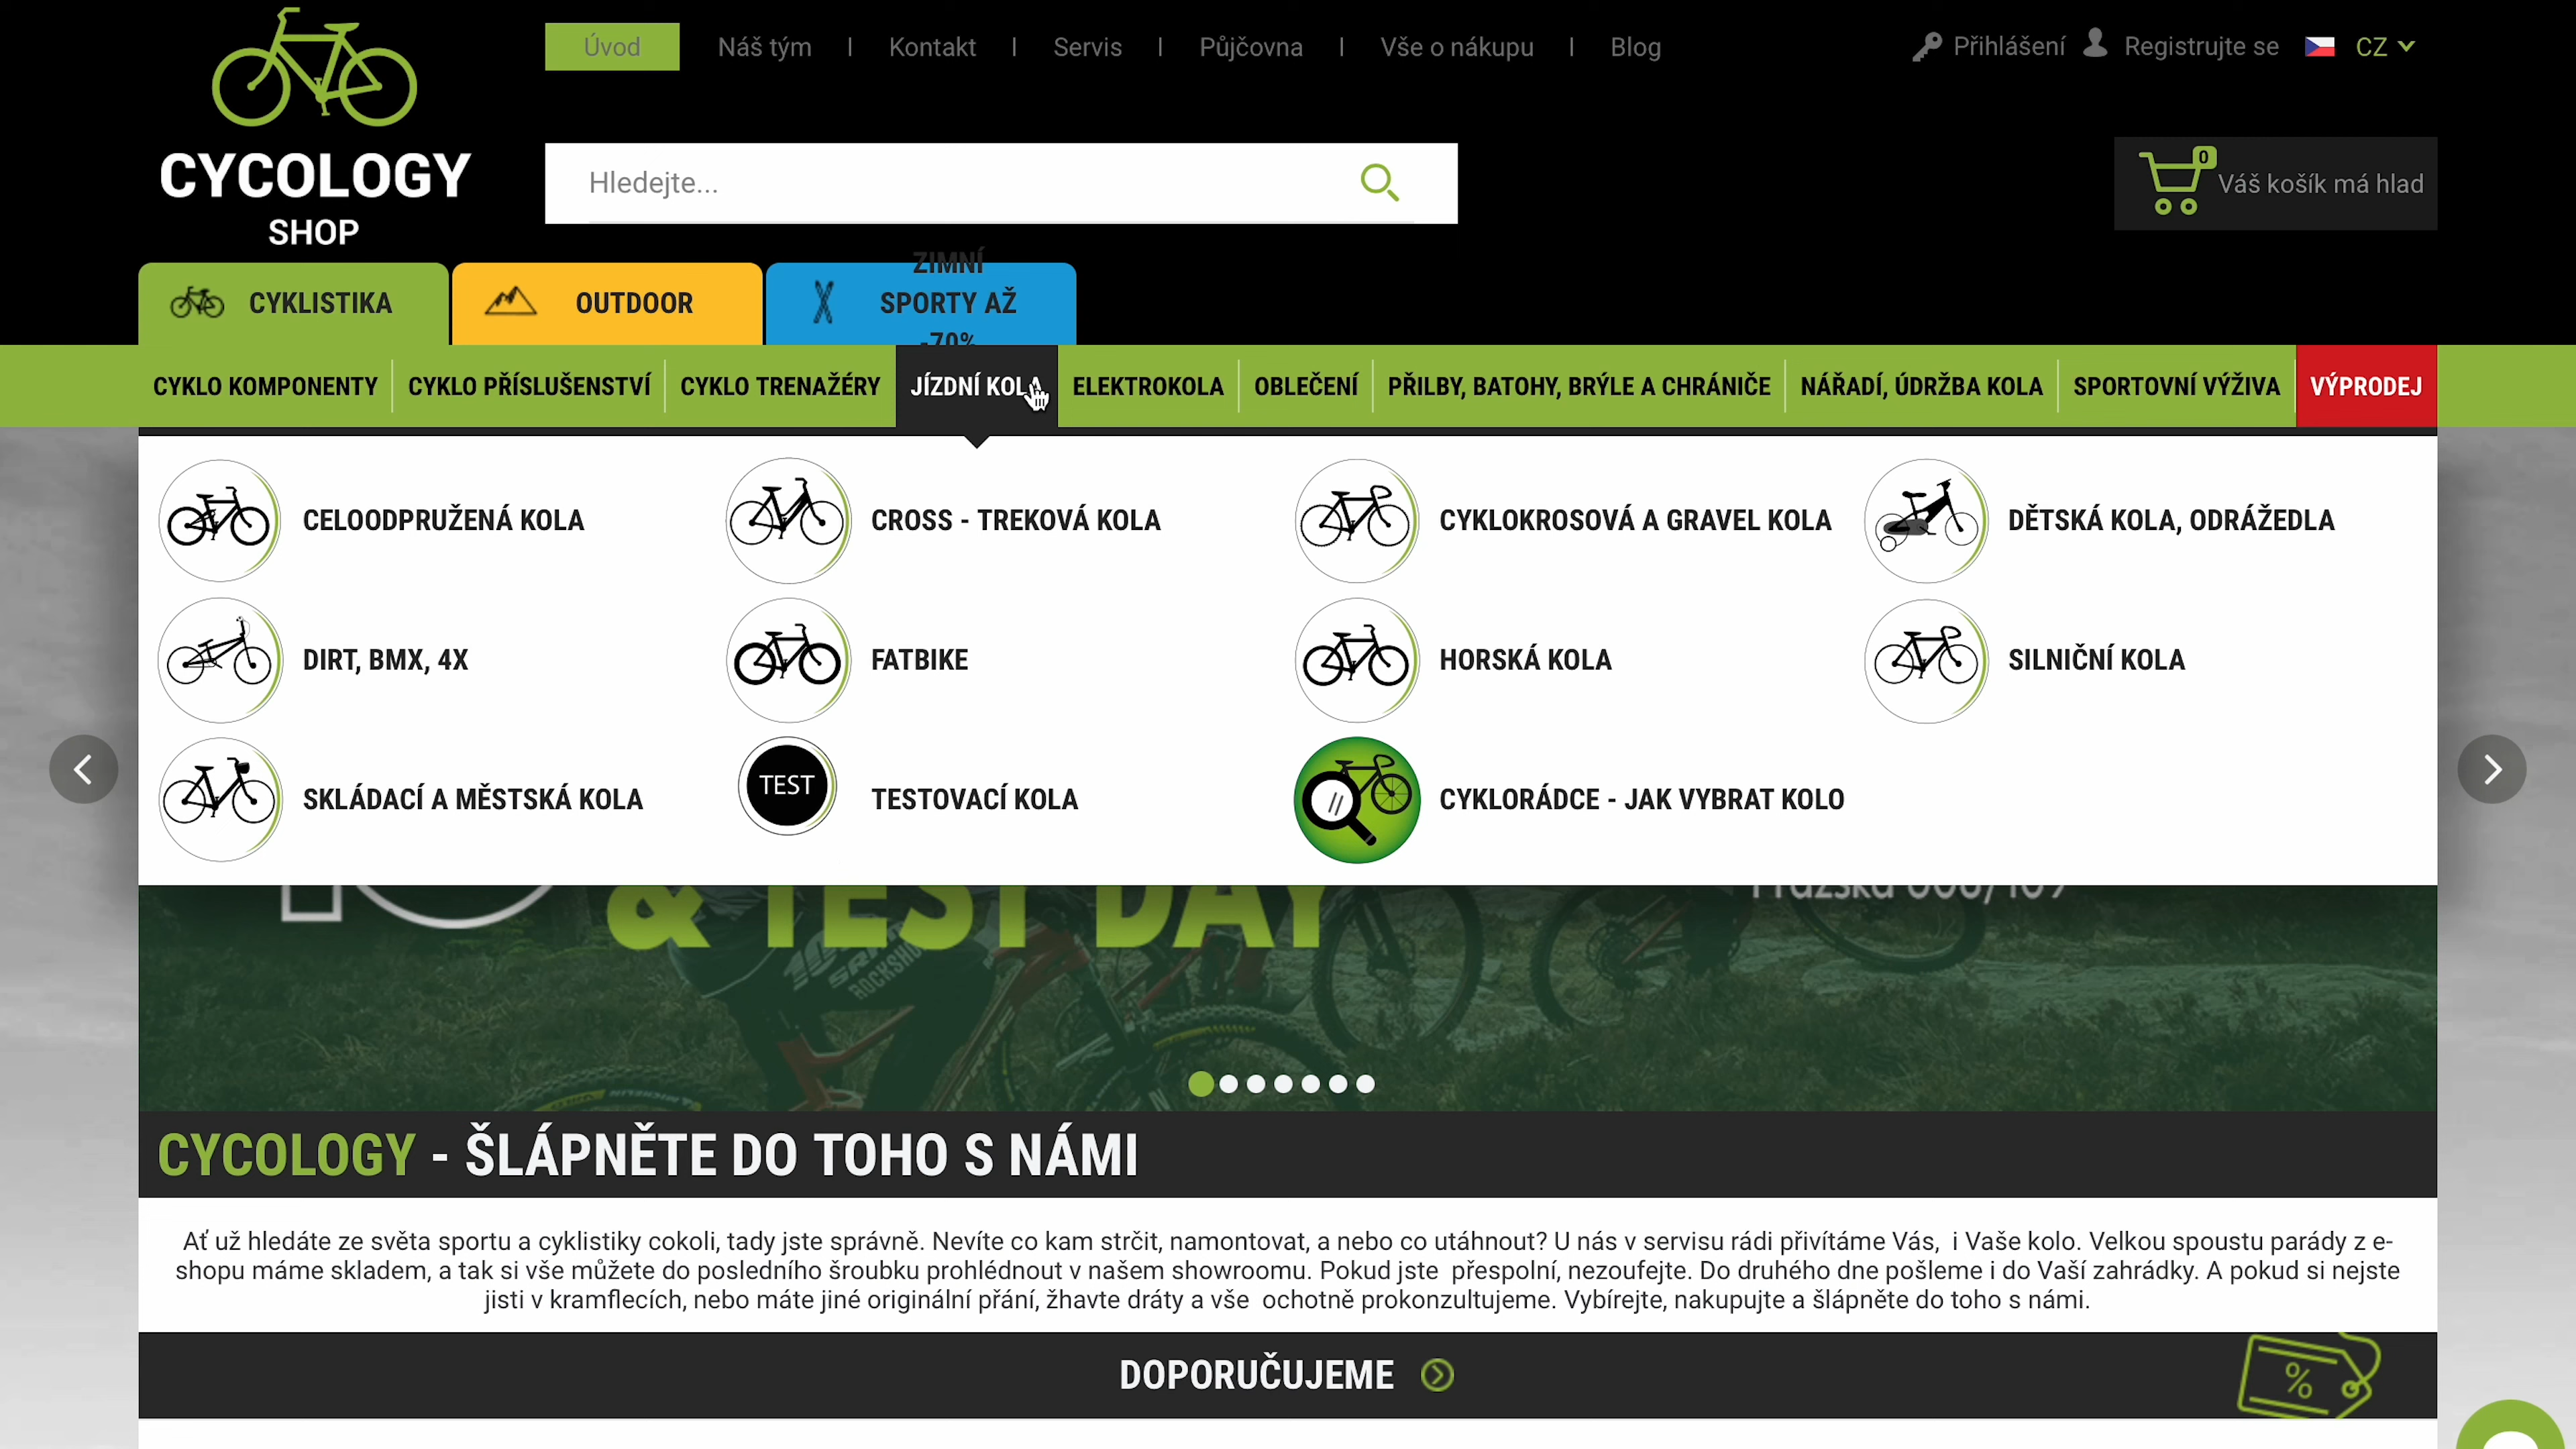 Úvod
Náš tým
Kontakt
Servis
Půjčovna
Vše o nákupu
Blog
Přihlášení
Registrujte se
CZ
CYCOLOGY
SHOP
Hledejte...
0
Váš košík má hlad
CYKLISTIKA
OUTDOOR
ZIMNÍ
SPORTY AŽ
-70%
CYKLO KOMPONENTY
CYKLO PŘÍSLUŠENSTVÍ
CYKLO TRENAŽÉRY
JÍZDNÍ KOLA
ELEKTROKOLA
OBLEČENÍ
PŘILBY, BATOHY, BRÝLE A CHRÁNIČE
NÁŘADÍ, ÚDRŽBA KOLA
SPORTOVNÍ VÝŽIVA
VÝPRODEJ
CELOODPRUŽENÁ KOLA
CROSS - TREKOVÁ KOLA
CYKLOKROSOVÁ A GRAVEL KOLA
DĚTSKÁ KOLA, ODRÁŽEDLA
DIRT, BMX, 4X
FATBIKE
HORSKÁ KOLA
SILNIČNÍ KOLA
SKLÁDACÍ A MĚSTSKÁ KOLA
TEST
TESTOVACÍ KOLA
CYKLORÁDCE - JAK VYBRAT KOLO
& TEST DAY
SRAM
ROCKSHOX
CYCOLOGY - ŠLÁPNĚTE DO TOHO S NÁMI
Ať už hledáte ze světa sportu a cyklistiky cokoli, tady jste správně. Nevíte co kam strčit, namontovat, a nebo co utáhnout? U nás v servisu rádi přivítáme Vás, i Vaše kolo. Velkou spoustu parády z e-
shopu máme skladem, a tak si vše můžete do posledního šroubku prohlédnout v našem showroomu. Pokud jste přespolní, nezoufejte. Do druhého dne pošleme i do Vaší zahrádky. A pokud si nejste
jisti v kramflecích, nebo máte jiné originální přání, žhavte dráty a vše ochotně prokonzultujeme. Vybírejte, nakupujte a šlápněte do toho s námi.
DOPORUČUJEME
%